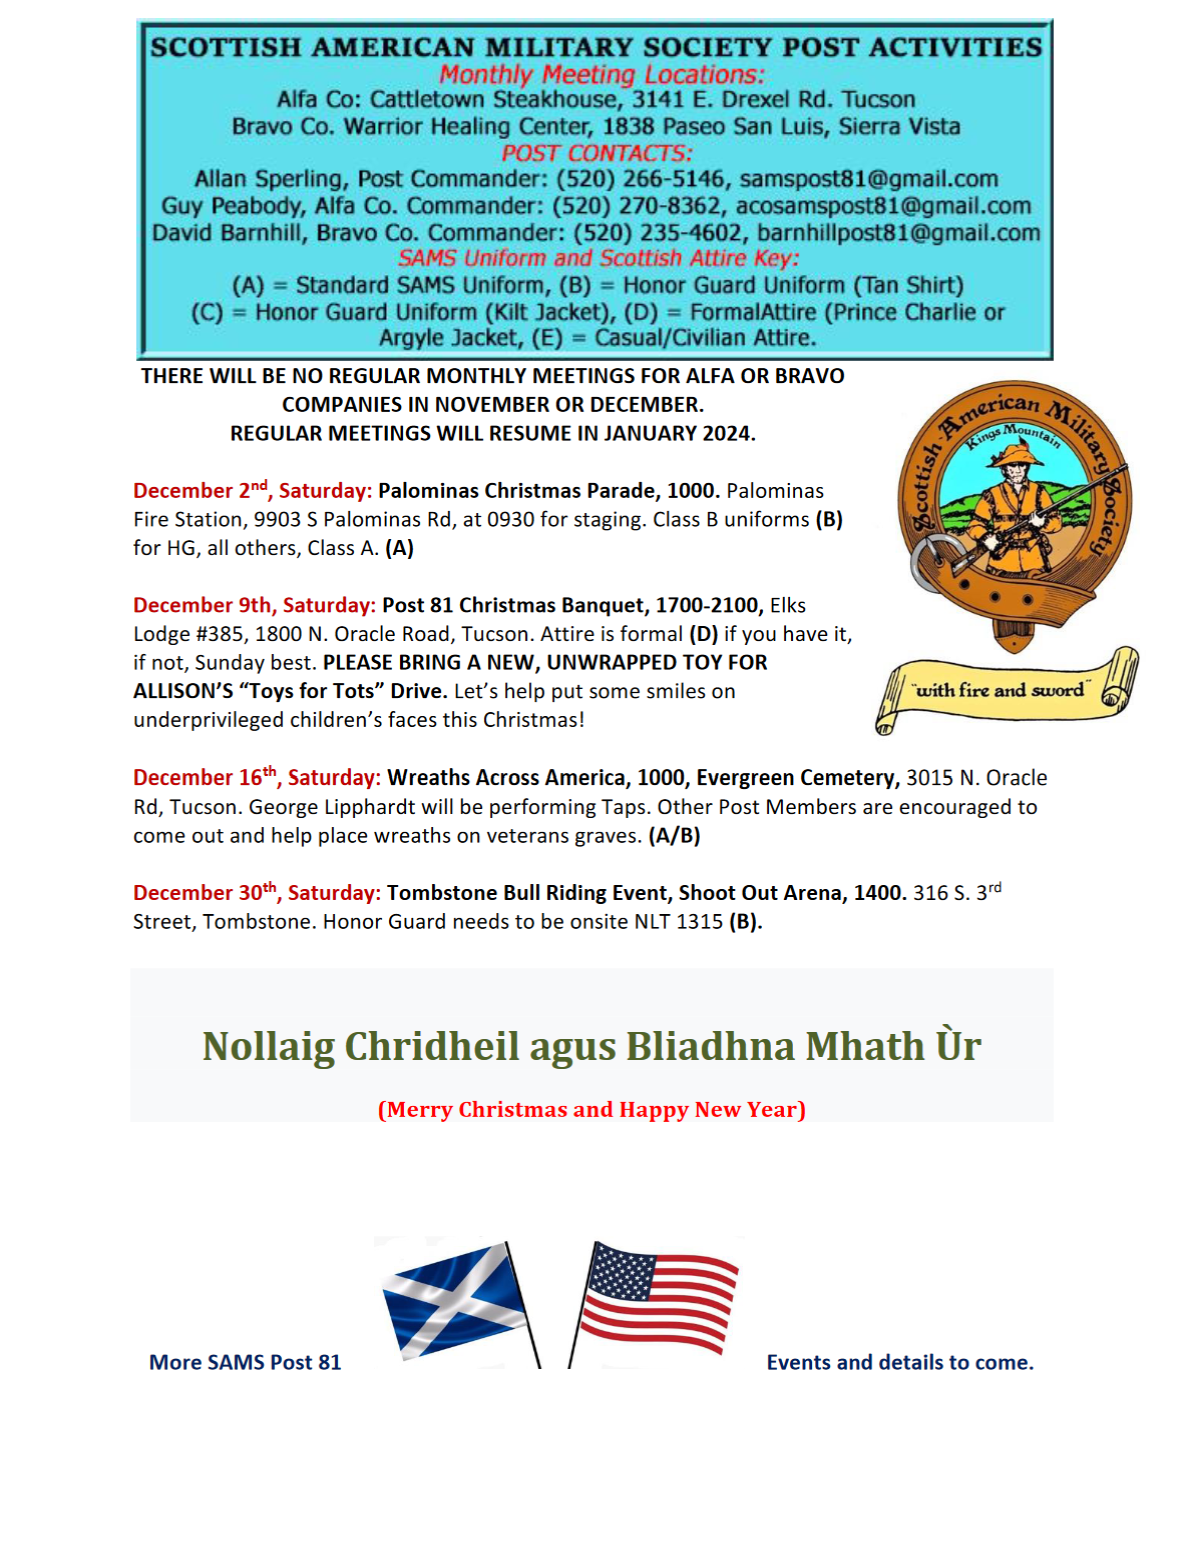 SCOTTISH AMERICAN MILITARY SOCIETY POST ACTIVITIES
Monthly Meeting Locations:
Alfa Co: Cattletown Steakhouse, 3141 E. Drexel Rd. Tucson
Bravo Co. Warrior Healing Center, 1838 Paseo San Luis, Sierra Vista
POST CONTACTS:
Allan Sperling, Post Commander: (520) 266-5146, samspost81@gmail.com
Guy Peabody, Alfa Co. Commander: (520) 270-8362, acosamspost81@gmail.com
David Barnhill, Bravo Co. Commander: (520) 235-4602, barnhillpost81@gmail.com
SAMS Uniform and Scottish Attire Key:
(A) = Standard SAMS Uniform, (B) = Honor Guard Uniform (Tan Shirt)
(C) = Honor Guard Uniform (Kilt Jacket), (D) = FormalAttire (Prince Charlie or
Argyle Jacket, (E) = Casual/Civilian Attire.
THERE WILL BE NO REGULAR MONTHLY MEETINGS FOR ALFA OR BRAVO
COMPANIES IN NOVEMBER OR DECEMBER.
REGULAR MEETINGS WILL RESUME IN JANUARY 2024.
Scottish-American Military Society
Kings Mountain
"with fire and sword"
December 2nd, Saturday: Palominas Christmas Parade, 1000. Palominas
Fire Station, 9903 S Palominas Rd, at 0930 for staging. Class B uniforms (B)
for HG, all others, Class A. (A)
December 9th, Saturday: Post 81 Christmas Banquet, 1700-2100, Elks
Lodge #385, 1800 N. Oracle Road, Tucson. Attire is formal (D) if you have it,
if not, Sunday best. PLEASE BRING A NEW, UNWRAPPED TOY FOR
ALLISON’S “Toys for Tots” Drive. Let’s help put some smiles on
underprivileged children’s faces this Christmas!
December 16th, Saturday: Wreaths Across America, 1000, Evergreen Cemetery, 3015 N. Oracle
Rd, Tucson. George Lipphardt will be performing Taps. Other Post Members are encouraged to
come out and help place wreaths on veterans graves. (A/B)
December 30th, Saturday: Tombstone Bull Riding Event, Shoot Out Arena, 1400. 316 S. 3rd
Street, Tombstone. Honor Guard needs to be onsite NLT 1315 (B).
Nollaig Chridheil agus Bliadhna Mhath Ùr
(Merry Christmas and Happy New Year)
More SAMS Post 81 Events and details to come.